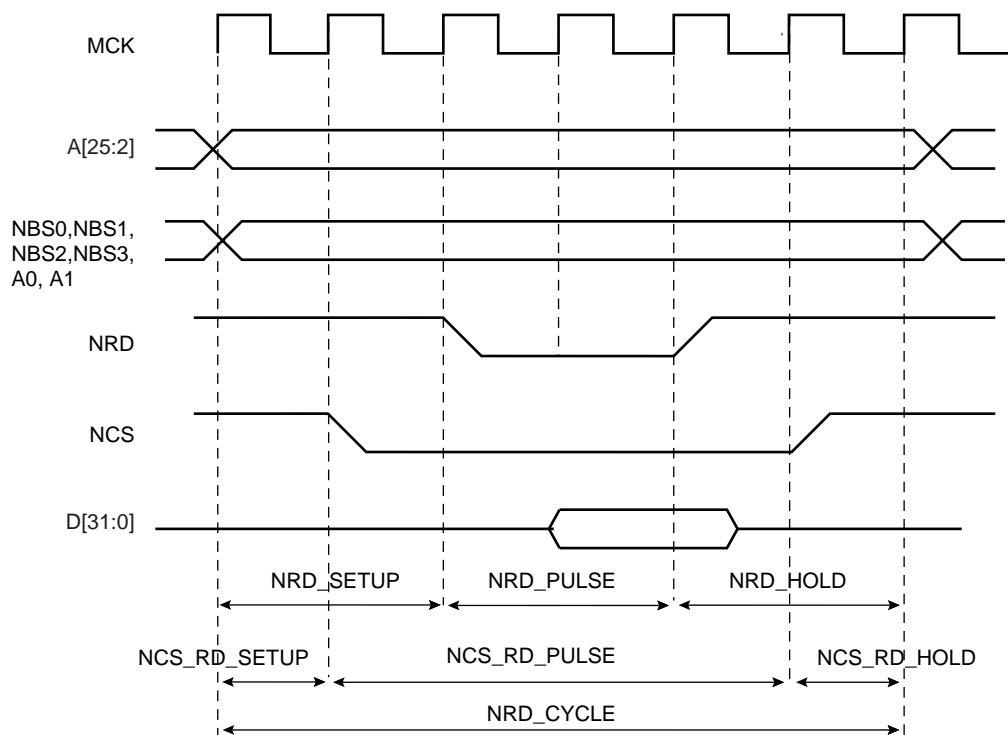 MCK
A[25:2]
NBS0,NBS1,
NBS2,NBS3,
A0, A1
NRD
NCS
D[31:0]
NRD_SETUP
NRD_PULSE
NRD_HOLD
NCS_RD_SETUP
NCS_RD_PULSE
NCS_RD_HOLD
NRD_CYCLE